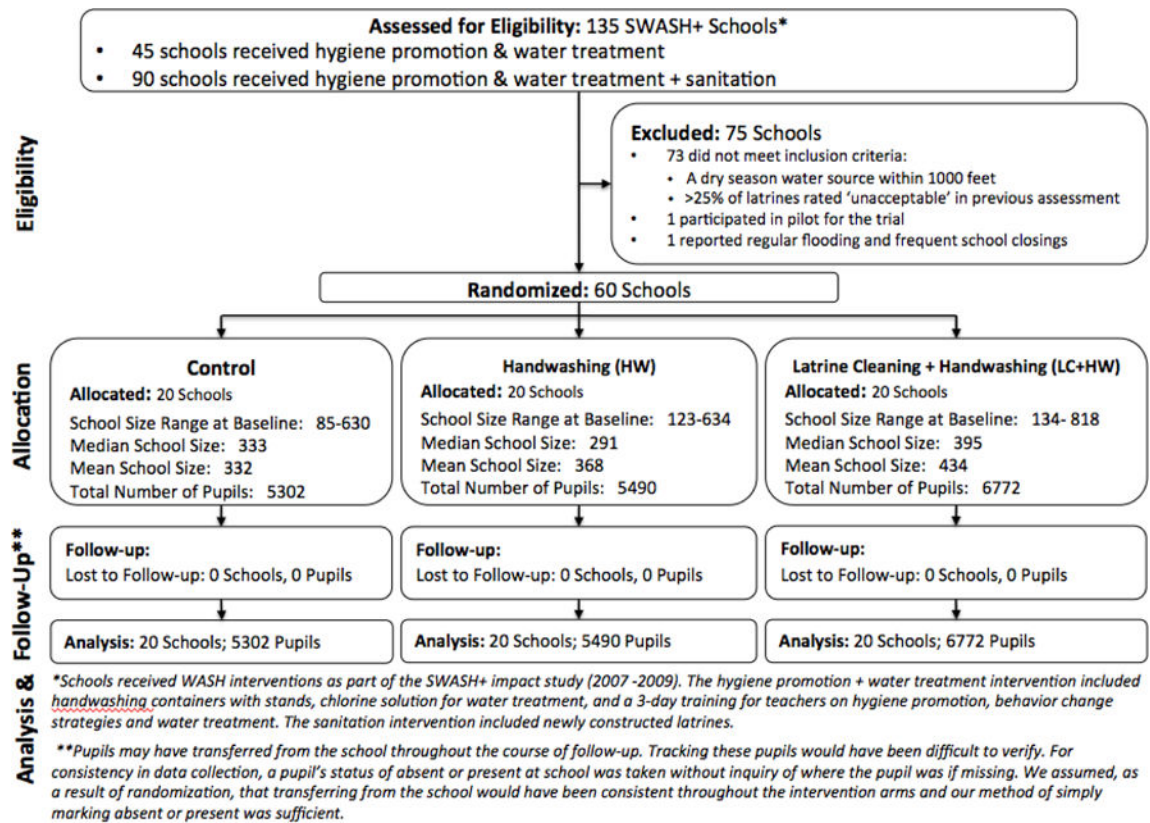 Assessed for Eligibility: 135 SWASH+ Schools*
• 45 schools received hygiene promotion & water treatment
• 90 schools received hygiene promotion & water treatment + sanitation
Eligibility
Excluded: 75 Schools
• 73 did not meet inclusion criteria:
• A dry season water source within 1000 feet
• >25% of latrines rated ‘unacceptable’ in previous assessment
• 1 participated in pilot for the trial
• 1 reported regular flooding and frequent school closings
Randomized: 60 Schools
Allocation
Control
Allocated: 20 Schools
School Size Range at Baseline: 85-630
Median School Size: 333
Mean School Size: 332
Total Number of Pupils: 5302
Handwashing (HW)
Allocated: 20 Schools
School Size Range at Baseline: 123-634
Median School Size: 291
Mean School Size: 368
Total Number of Pupils: 5490
Latrine Cleaning + Handwashing (LC+HW)
Allocated: 20 Schools
School Size Range at Baseline: 134- 818
Median School Size: 395
Mean School Size: 434
Total Number of Pupils: 6772
Analysis & Follow-Up**
Follow-up:
Lost to Follow-up: 0 Schools, 0 Pupils
Follow-up:
Lost to Follow-up: 0 Schools, 0 Pupils
Follow-up:
Lost to Follow-up: 0 Schools, 0 Pupils
Analysis: 20 Schools; 5302 Pupils
Analysis: 20 Schools; 5490 Pupils
Analysis: 20 Schools; 6772 Pupils
*Schools received WASH interventions as part of the SWASH+ impact study (2007 -2009). The hygiene promotion + water treatment intervention included
handwashing containers with stands, chlorine solution for water treatment, and a 3-day training for teachers on hygiene promotion, behavior change
strategies and water treatment. The sanitation intervention included newly constructed latrines.
**Pupils may have transferred from the school throughout the course of follow-up. Tracking these pupils would have been difficult to verify. For
consistency in data collection, a pupil's status of absent or present at school was taken without inquiry of where the pupil was if missing. We assumed, as
a result of randomization, that transferring from the school would have been consistent throughout the intervention arms and our method of simply
marking absent or present was sufficient.